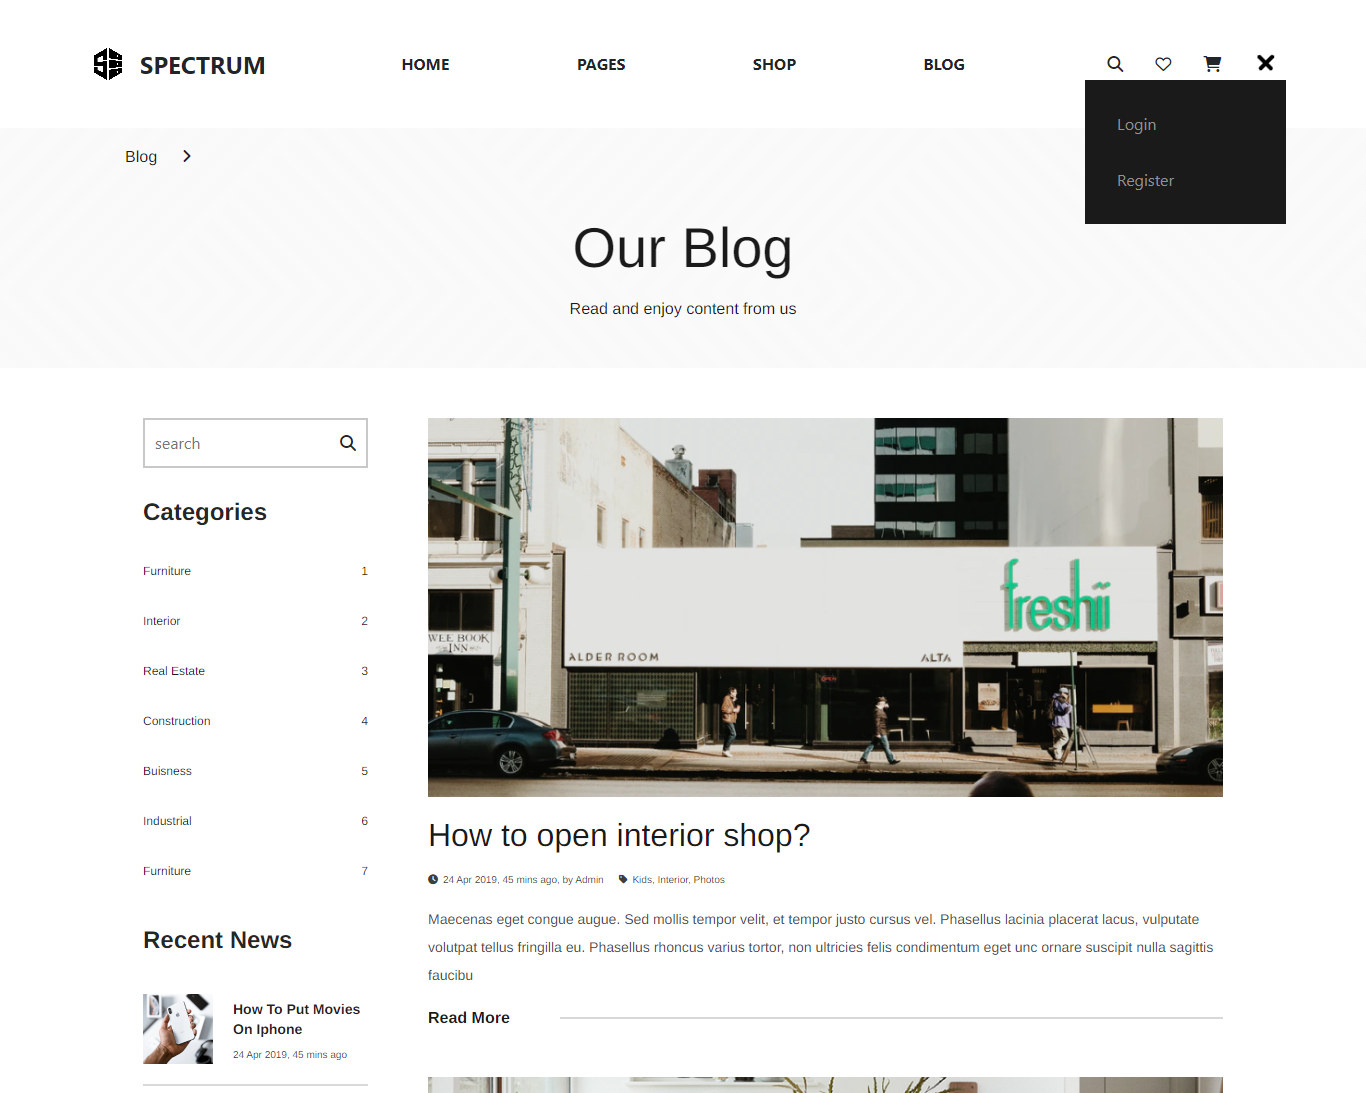 SPECTRUM
HOME
PAGES
SHOP
BLOG
Login
Register
Blog
Our Blog
Read and enjoy content from us
search
Categories
Furniture 1
Interior 2
Real Estate 3
Construction 4
Buisness 5
Industrial 6
Furniture 7
Recent News
How To Put Movies
On Iphone
24 Apr 2019, 45 mins ago
freshii
WEE BOOK
INN
ALDER ROOM
ALTA
How to open interior shop?
24 Apr 2019, 45 mins ago, by Admin Kids, Interior, Photos
Maecenas eget congue augue. Sed mollis tempor velit, et tempor justo cursus vel. Phasellus lacinia placerat lacus, vulputate
volutpat tellus fringilla eu. Phasellus rhoncus varius tortor, non ultricies felis condimentum eget unc ornare suscipit nulla sagittis
faucibu
Read More